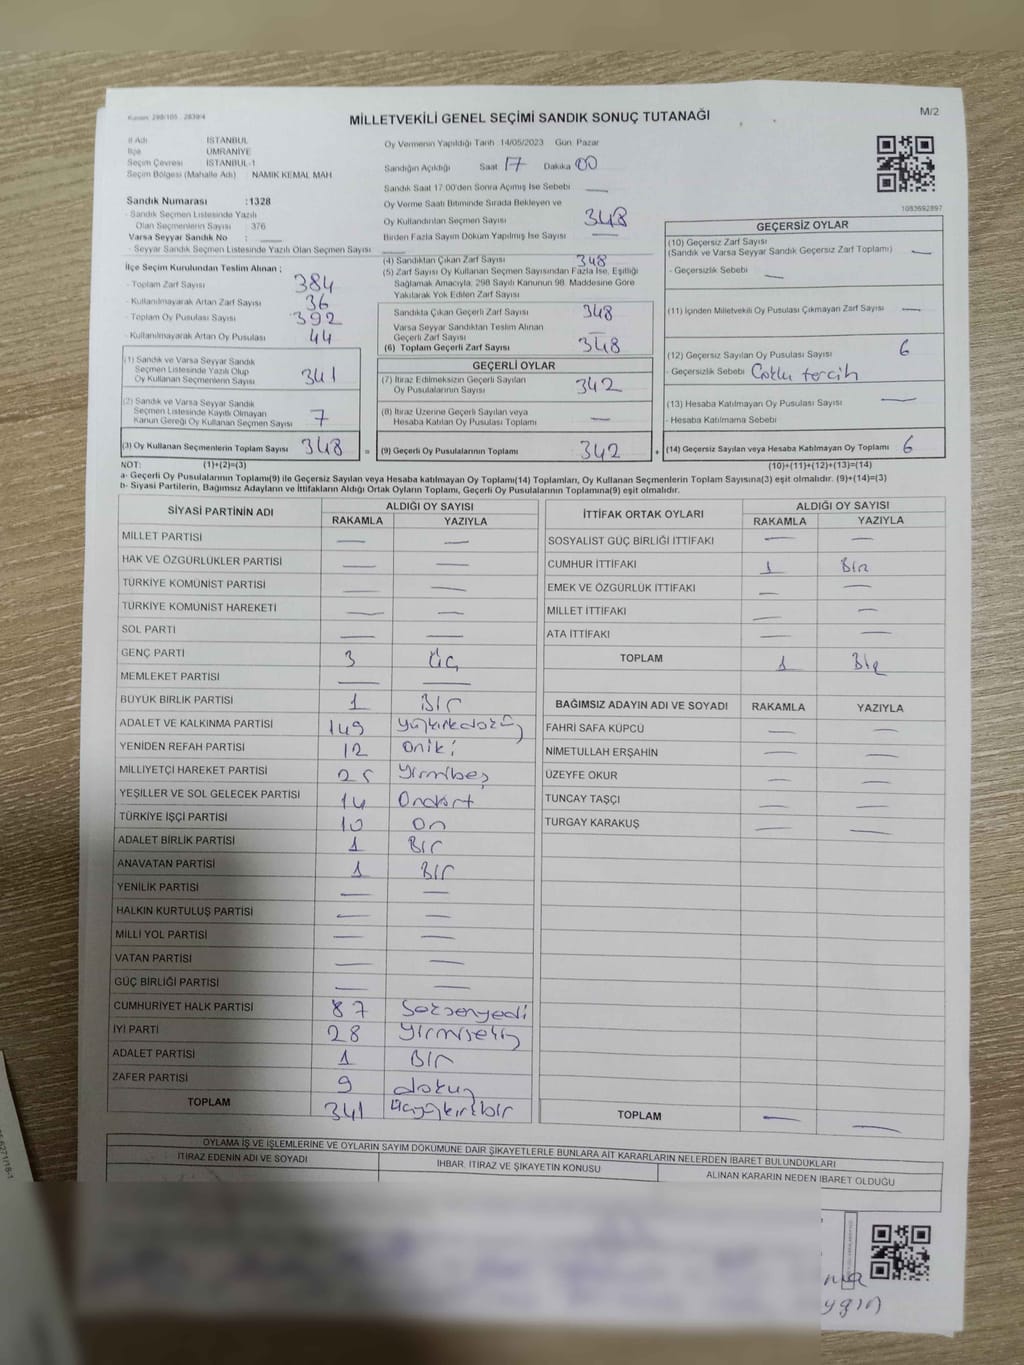 Kanun: 298/105 - 2839/4
MİLLETVEKİLİ GENEL SEÇİMİ SANDIK SONUÇ TUTANAĞI
M/2
İl Adı İSTANBUL
İlçe ÜMRANİYE
Seçim Çevresi İSTANBUL-1
Seçim Bölgesi (Mahalle Adı) NAMIK KEMAL MAH.
Sandık Numarası :1328
- Sandık Seçmen Listesinde Yazılı
Olan Seçmenlerin Sayısı : 376
Varsa Seyyar Sandık No : —
- Seyyar Sandık Seçmen Listesinde Yazılı Olan Seçmen Sayısı
Oy Vermenin Yapıldığı Tarih 14/05/2023 Gün Pazar
Sandığın Açıldığı Saat 17 Dakika 00
Sandık Saat 17:00'den Sonra Açılmış İse Sebebi —
Oy Verme Saati Bitiminde Sırada Bekleyen ve
Oy Kullandırılan Seçmen Sayısı 348
Birden Fazla Sayım Döküm Yapılmış İse Sayısı —
1083692897
İlçe Seçim Kurulundan Teslim Alınan ;
- Toplam Zarf Sayısı 384
- Kullanılmayarak Artan Zarf Sayısı 36
- Toplam Oy Pusulası Sayısı 392
- Kullanılmayarak Artan Oy Pusulası 44
(1) Sandık ve Varsa Seyyar Sandık
Seçmen Listesinde Yazılı Olup
Oy Kullanan Seçmenlerin Sayısı 341
(2) Sandık ve Varsa Seyyar Sandık
Seçmen Listesinde Kayıtlı Olmayan
Kanun Gereği Oy Kullanan Seçmen Sayısı 7
(3) Oy Kullanan Seçmenlerin Toplam Sayısı 348
(4) Sandıktan Çıkan Zarf Sayısı 348
(5) Zarf Sayısı Oy Kullanan Seçmen Sayısından Fazla İse, Eşitliği
Sağlamak Amacıyla, 298 Sayılı Kanunun 98. Maddesine Göre
Yakılarak Yok Edilen Zarf Sayısı
Sandıkta Çıkan Geçerli Zarf Sayısı 348
Varsa Seyyar Sandıktan Teslim Alınan
Geçerli Zarf Sayısı —
(6) Toplam Geçerli Zarf Sayısı 348
GEÇERLİ OYLAR
(7) İtiraz Edilmeksizin Geçerli Sayılan
Oy Pusulalarının Sayısı 342
(8) İtiraz Üzerine Geçerli Sayılan veya
Hesaba Katılan Oy Pusulası Toplamı —
= (9) Geçerli Oy Pusulalarının Toplamı 342 +
GEÇERSİZ OYLAR
(10) Geçersiz Zarf Sayısı
(Sandık ve Varsa Seyyar Sandık Geçersiz Zarf Toplamı) —
- Geçersizlik Sebebi —
(11) İçinden Milletvekili Oy Pusulası Çıkmayan Zarf Sayısı —
(12) Geçersiz Sayılan Oy Pusulası Sayısı 6
- Geçersizlik Sebebi Çoklu tercih
(13) Hesaba Katılmayan Oy Pusulası Sayısı —
- Hesaba Katılmama Sebebi
(14) Geçersiz Sayılan veya Hesaba Katılmayan Oy Toplamı 6
NOT: (1)+(2)=(3) (10)+(11)+(12)+(13)=(14)
a- Geçerli Oy Pusulalarının Toplamı(9) ile Geçersiz Sayılan veya Hesaba katılmayan Oy Toplamı(14) Toplamları, Oy Kullanan Seçmenlerin Toplam Sayısına(3) eşit olmalıdır. (9)+(14)=(3)
b- Siyasi Partilerin, Bağımsız Adayların ve İttifakların Aldığı Ortak Oyların Toplamı, Geçerli Oy Pusulalarının Toplamına(9) eşit olmalıdır.
SİYASİ PARTİNİN ADI ALDIĞI OY SAYISI
RAKAMLA YAZIYLA
MİLLET PARTİSİ — —
HAK VE ÖZGÜRLÜKLER PARTİSİ — —
TÜRKİYE KOMÜNİST PARTİSİ — —
TÜRKİYE KOMÜNİST HAREKETİ — —
SOL PARTİ — —
GENÇ PARTİ 3 üç
MEMLEKET PARTİSİ — —
BÜYÜK BİRLİK PARTİSİ 1 BİR
ADALET VE KALKINMA PARTİSİ 149 yüzkırkdokuz
YENİDEN REFAH PARTİSİ 12 oniki
MİLLİYETÇİ HAREKET PARTİSİ 25 yirmibeş
YEŞİLLER VE SOL GELECEK PARTİSİ 14 Ondört
TÜRKİYE İŞÇİ PARTİSİ 10 On
ADALET BİRLİK PARTİSİ 1 BİR
ANAVATAN PARTİSİ 1 BİR
YENİLİK PARTİSİ — —
HALKIN KURTULUŞ PARTİSİ — —
MİLLİ YOL PARTİSİ — —
VATAN PARTİSİ — —
GÜÇ BİRLİĞİ PARTİSİ — —
CUMHURİYET HALK PARTİSİ 87 Seksenyedi
İYİ PARTİ 28 yirmisekiz
ADALET PARTİSİ 1 BİR
ZAFER PARTİSİ 9 dokuz
TOPLAM 341 üçyüzkırkbir
İTTİFAK ORTAK OYLARI ALDIĞI OY SAYISI
RAKAMLA YAZIYLA
SOSYALİST GÜÇ BİRLİĞİ İTTİFAKI — —
CUMHUR İTTİFAKI 1 Bir
EMEK VE ÖZGÜRLÜK İTTİFAKI — —
MİLLET İTTİFAKI — —
ATA İTTİFAKI — —
TOPLAM 1 Bir
BAĞIMSIZ ADAYIN ADI VE SOYADI RAKAMLA YAZIYLA
FAHRİ SAFA KÜPCÜ — —
NİMETULLAH ERŞAHİN — —
ÜZEYFE OKUR — —
TUNCAY TAŞÇI — —
TURGAY KARAKUŞ — —
TOPLAM — —
OYLAMA İŞ VE İŞLEMLERİNE VE OYLARIN SAYIM DÖKÜMÜNE DAİR ŞİKAYETLERLE BUNLARA AİT KARARLARIN NELERDEN İBARET BULUNDUKLARI
İTİRAZ EDENİN ADI VE SOYADI İHBAR, İTİRAZ VE ŞİKAYETİN KONUSU ALINAN KARARIN NEDEN İBARET OLDUĞU